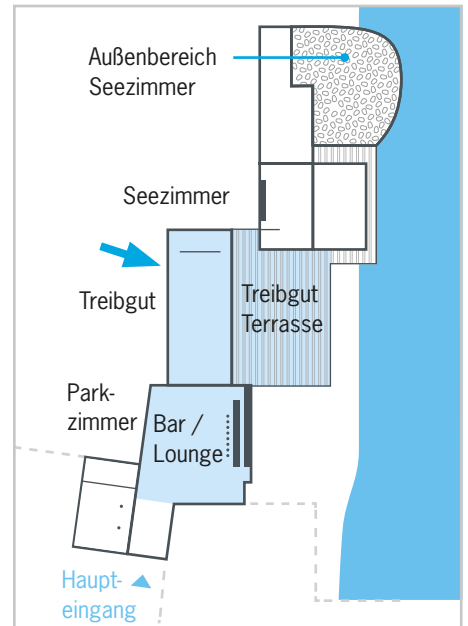 Außenbereich
Seezimmer
Seezimmer
Treibgut
Treibgut
Terrasse
Park-
zimmer
Bar /
Lounge
Haupt-
eingang